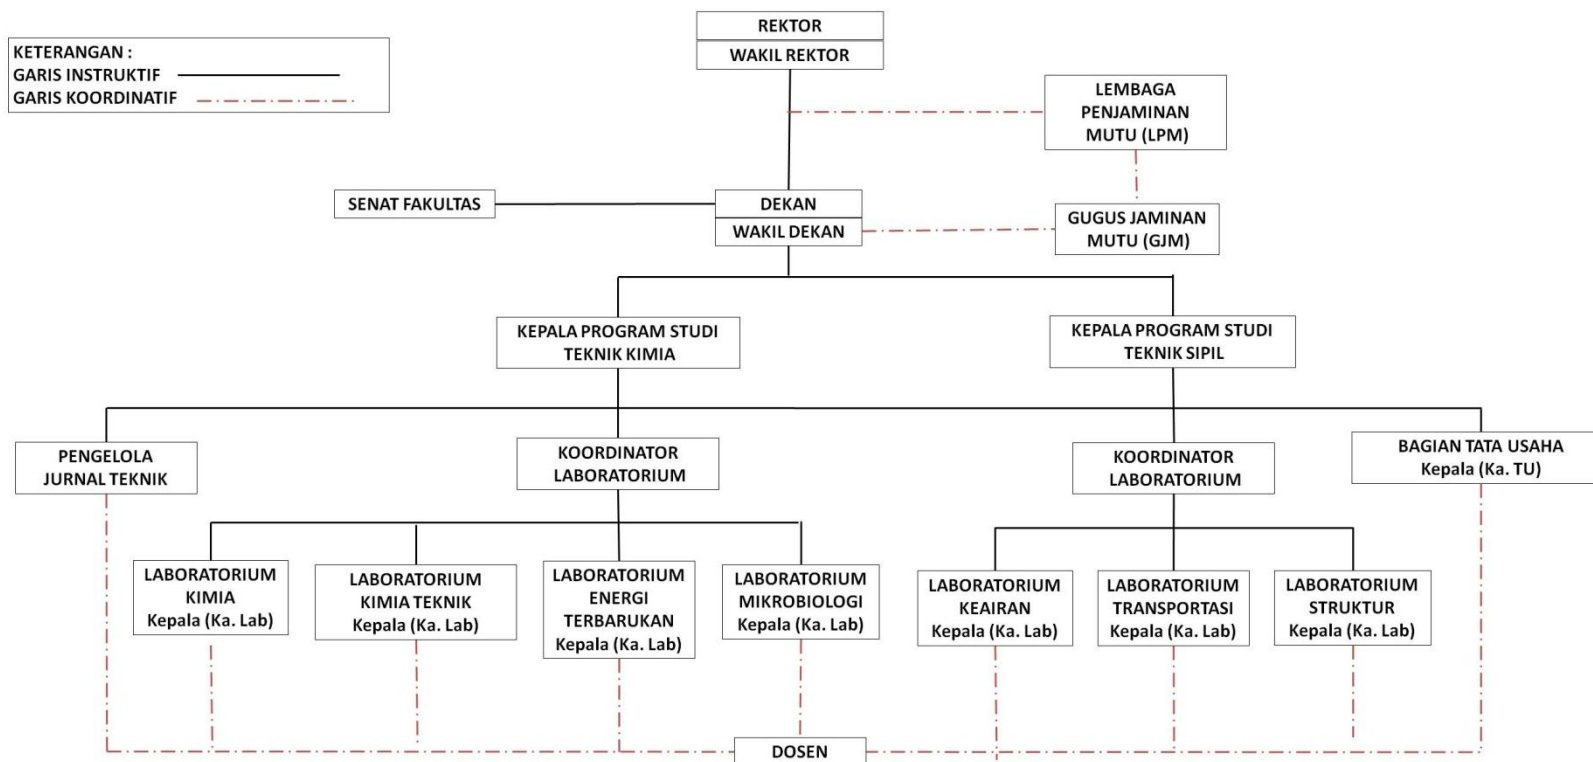 REKTOR
WAKIL REKTOR
KETERANGAN :
GARIS INSTRUKTIF
GARIS KOORDINATIF
LEMBAGA
PENJAMINAN
MUTU (LPM)
SENAT FAKULTAS
DEKAN
WAKIL DEKAN
GUGUS JAMINAN
MUTU (GJM)
KEPALA PROGRAM STUDI
TEKNIK KIMIA
KEPALA PROGRAM STUDI
TEKNIK SIPIL
PENGELOLA
JURNAL TEKNIK
KOORDINATOR
LABORATORIUM
KOORDINATOR
LABORATORIUM
BAGIAN TATA USAHA
Kepala (Ka. TU)
LABORATORIUM
KIMIA
Kepala (Ka. Lab)
LABORATORIUM
KIMIA TEKNIK
Kepala (Ka. Lab)
LABORATORIUM
ENERGI
TERBARUKAN
Kepala (Ka. Lab)
LABORATORIUM
MIKROBIOLOGI
Kepala (Ka. Lab)
LABORATORIUM
KEAIRAN
Kepala (Ka. Lab)
LABORATORIUM
TRANSPORTASI
Kepala (Ka. Lab)
LABORATORIUM
STRUKTUR
Kepala (Ka. Lab)
DOSEN